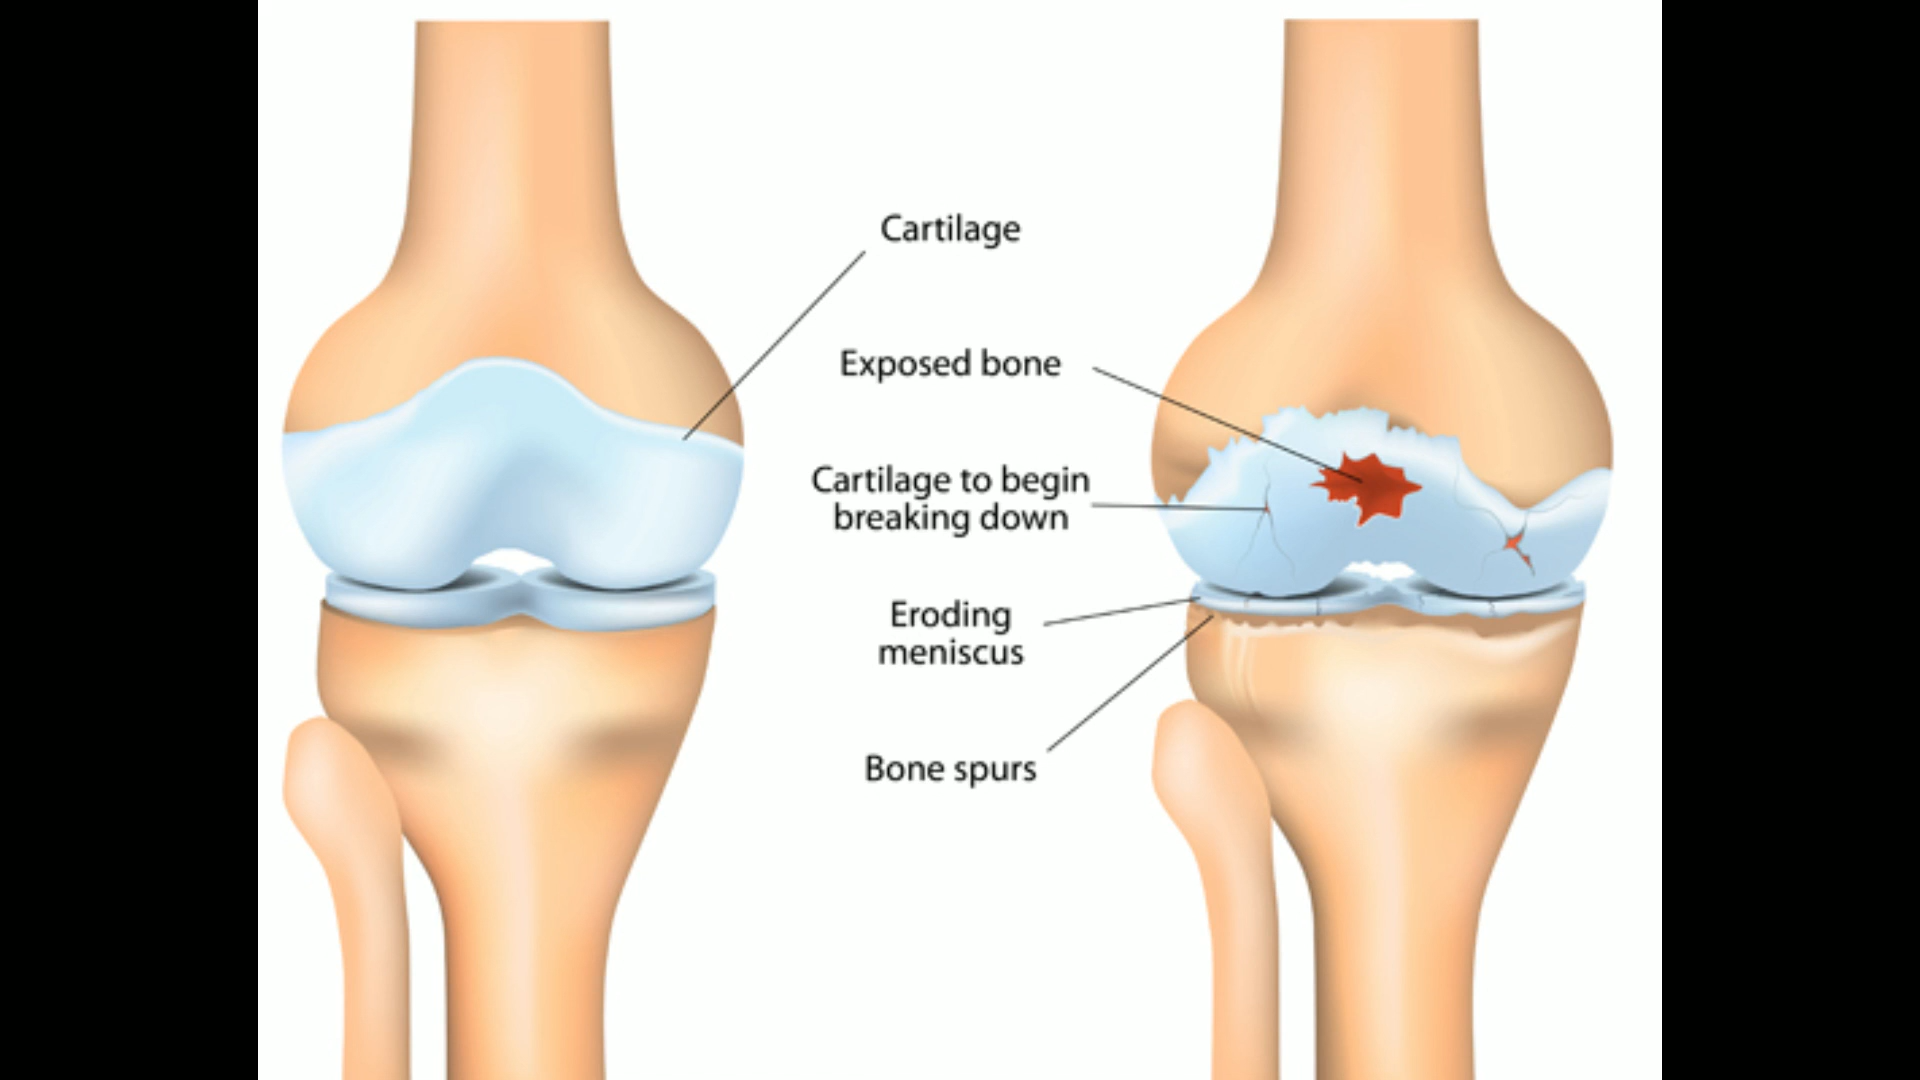 Cartilage
Exposed bone
Cartilage to begin
breaking down
Eroding
meniscus
Bone spurs